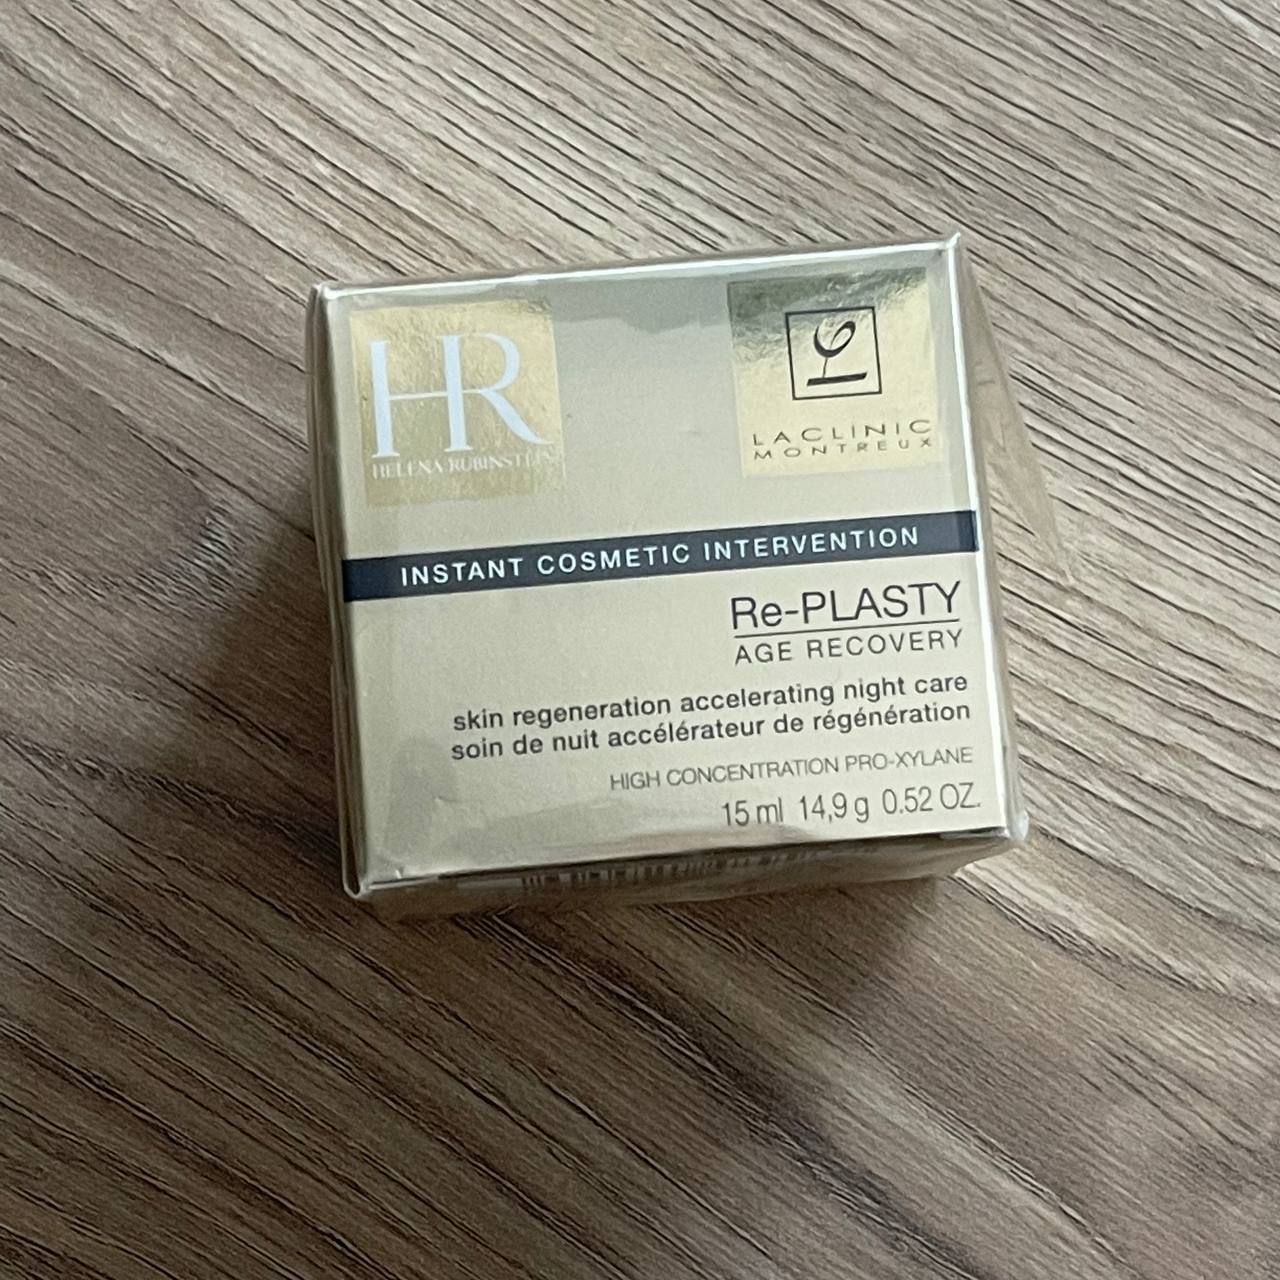 HR
HELENA RUBINSTEIN
LACLINIC
MONTREUX
INSTANT COSMETIC INTERVENTION
Re-PLASTY
AGE RECOVERY
skin regeneration accelerating night care
soin de nuit accélérateur de régénération
HIGH CONCENTRATION PRO-XYLANE
15 ml 14,9 g 0.52 OZ.